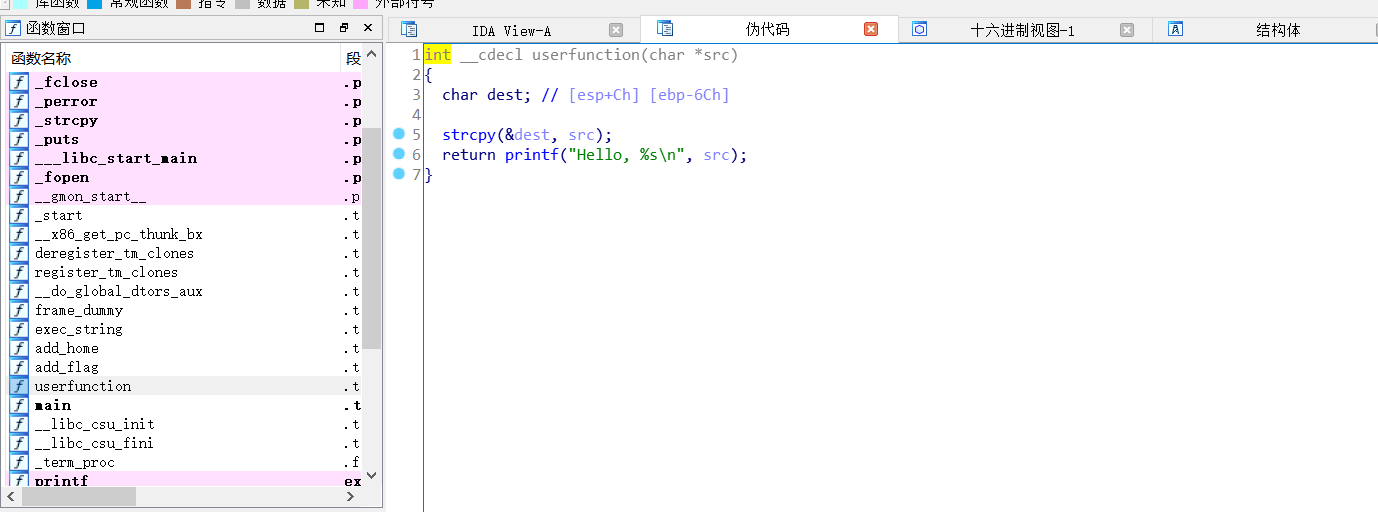 库函数 常规函数 指令 数据 未知 外部符号
函数窗口
函数名称 段
_fclose .p
_perror .p
_strcpy .p
_puts .p
___libc_start_main .p
_fopen .p
__gmon_start__ .p
_start .t
__x86_get_pc_thunk_bx .t
deregister_tm_clones .t
register_tm_clones .t
__do_global_dtors_aux .t
frame_dummy .t
exec_string .t
add_home .t
add_flag .t
userfunction .t
main .t
__libc_csu_init .t
__libc_csu_fini .t
_term_proc .f
printf ex
IDA View-A 伪代码 十六进制视图-1 结构体
1 int __cdecl userfunction(char *src)
2 {
3 char dest; // [esp+Ch] [ebp-6Ch]
4
5 strcpy(&dest, src);
6 return printf("Hello, %s\n", src);
7 }